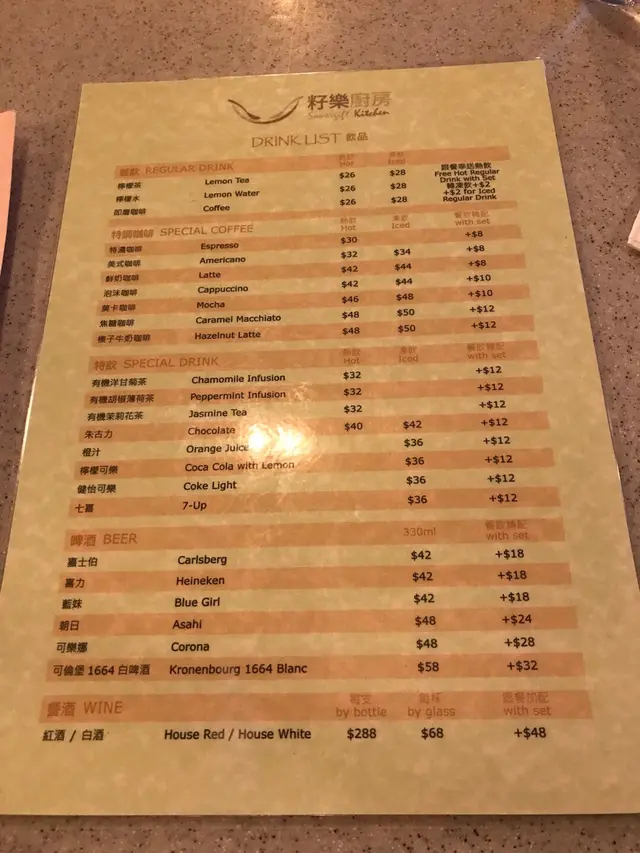 籽樂廚房
Sowergift Kitchen
DRINK LIST 飲品
餐飲 REGULAR DRINK 熱飲 Hot 凍飲 Iced 跟餐奉送熱飲
檸檬茶 Lemon Tea $26 $28 Free Hot Regular Drink with Set
檸檬水 Lemon Water $26 $28 轉凍飲+$2
即磨咖啡 Coffee $26 $28 +$2 for Iced Regular Drink
特調咖啡 SPECIAL COFFEE 熱飲 Hot 凍飲 Iced 餐飲轉配 with set
特濃咖啡 Espresso $30 +$8
美式咖啡 Americano $32 $34 +$8
鮮奶咖啡 Latte $42 $44 +$8
泡沫咖啡 Cappuccino $42 $44 +$10
莫卡咖啡 Mocha $46 $48 +$10
焦糖咖啡 Caramel Macchiato $48 $50 +$12
榛子牛奶咖啡 Hazelnut Latte $48 $50 +$12
特飲 SPECIAL DRINK 熱飲 Hot 凍飲 Iced 餐飲轉配 with set
有機洋甘菊茶 Chamomile Infusion $32 +$12
有機胡椒薄荷茶 Peppermint Infusion $32 +$12
有機茉莉花茶 Jasmine Tea $32 +$12
朱古力 Chocolate $40 $42 +$12
橙汁 Orange Juice $36 +$12
檸檬可樂 Coca Cola with Lemon $36 +$12
健怡可樂 Coke Light $36 +$12
七喜 7-Up $36 +$12
啤酒 BEER 330ml 餐飲轉配 with set
嘉士伯 Carlsberg $42 +$18
喜力 Heineken $42 +$18
藍妹 Blue Girl $42 +$18
朝日 Asahi $48 +$24
可樂娜 Corona $48 +$28
可倫堡 1664 白啤酒 Kronenbourg 1664 Blanc $58 +$32
餐酒 WINE 每支 by bottle 每杯 by glass 跟餐加配 with set
紅酒 / 白酒 House Red / House White $288 $68 +$48